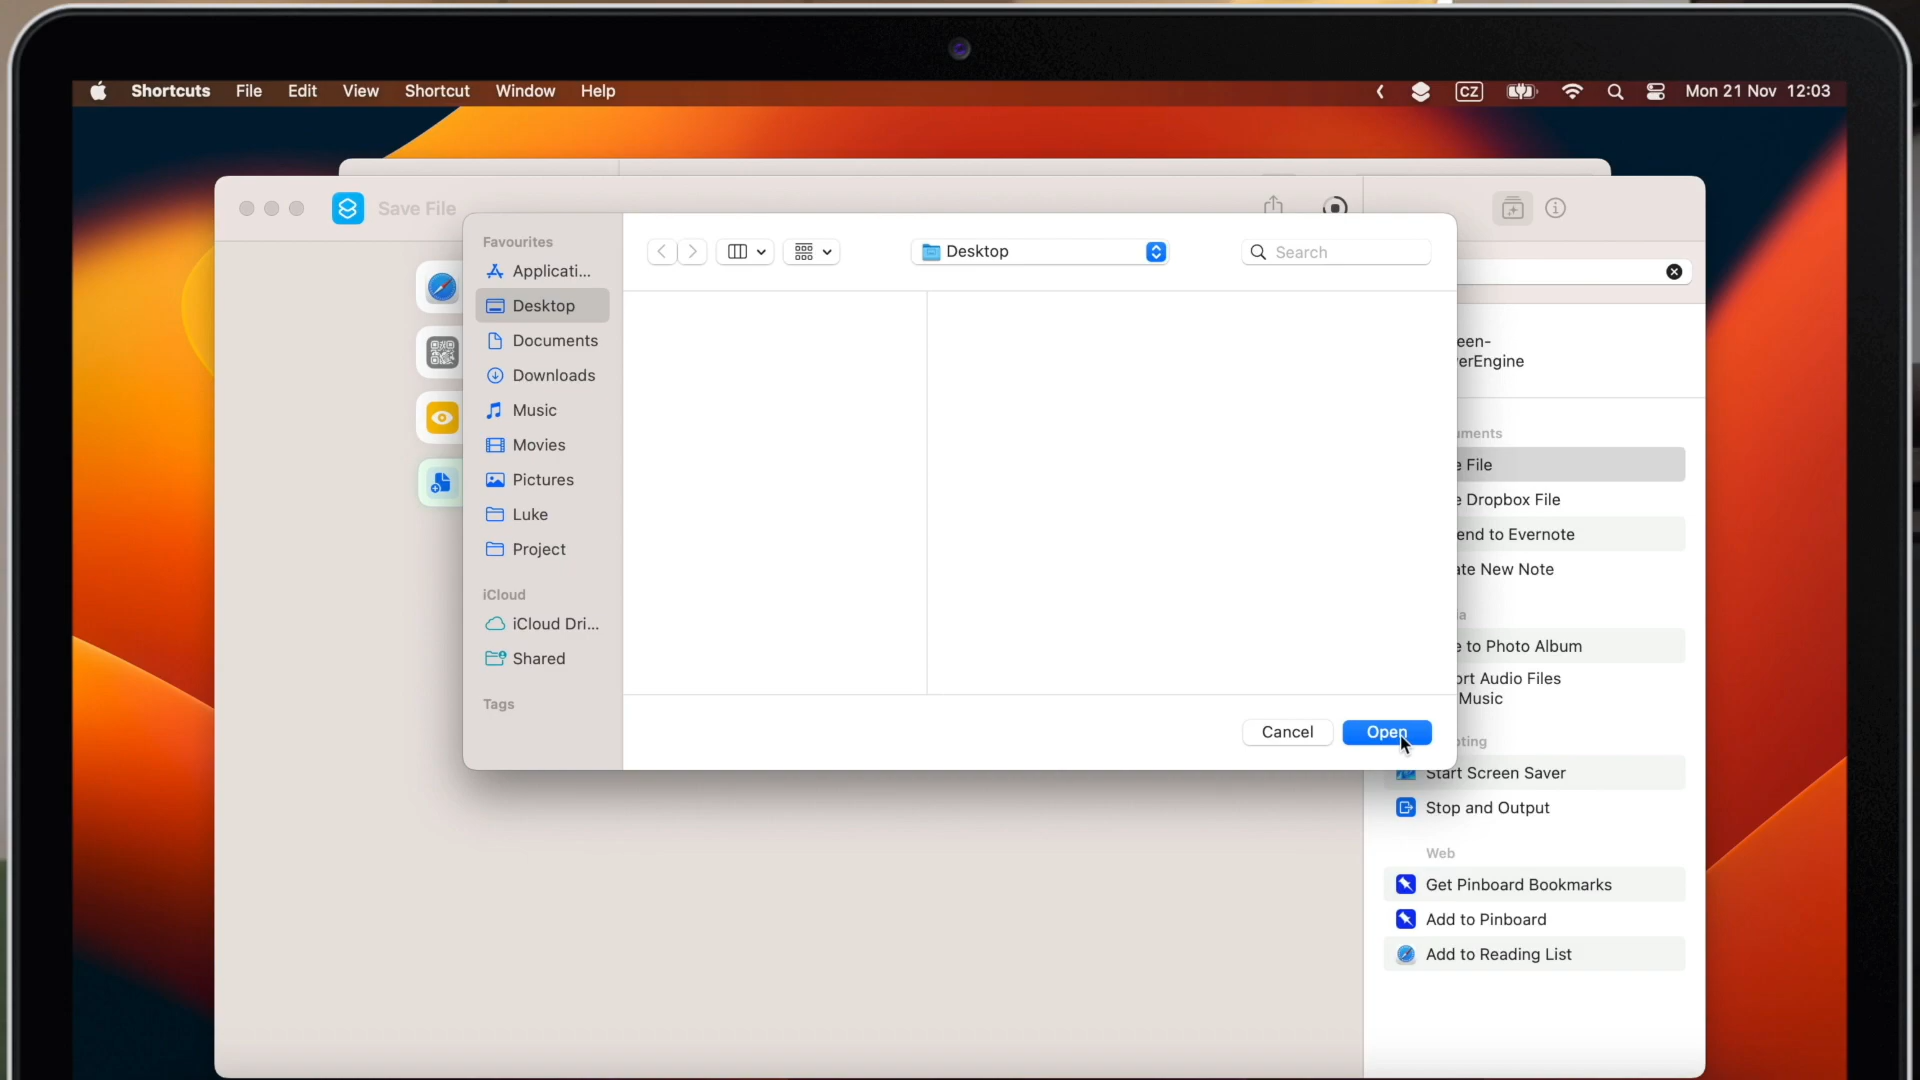 Shortcuts File Edit View Shortcut Window Help CZ Mon 21 Nov 12:03
Save File
Favourites
Applicati...
Desktop
Documents
Downloads
Music
Movies
Pictures
Luke
Project
iCloud
iCloud Dri...
Shared
Tags
Desktop
Search
Cancel
Open
een-
erEngine
uments
e File
e Dropbox File
end to Evernote
ate New Note
ia
e to Photo Album
ort Audio Files
Music
pting
Start Screen Saver
Stop and Output
Web
Get Pinboard Bookmarks
Add to Pinboard
Add to Reading List